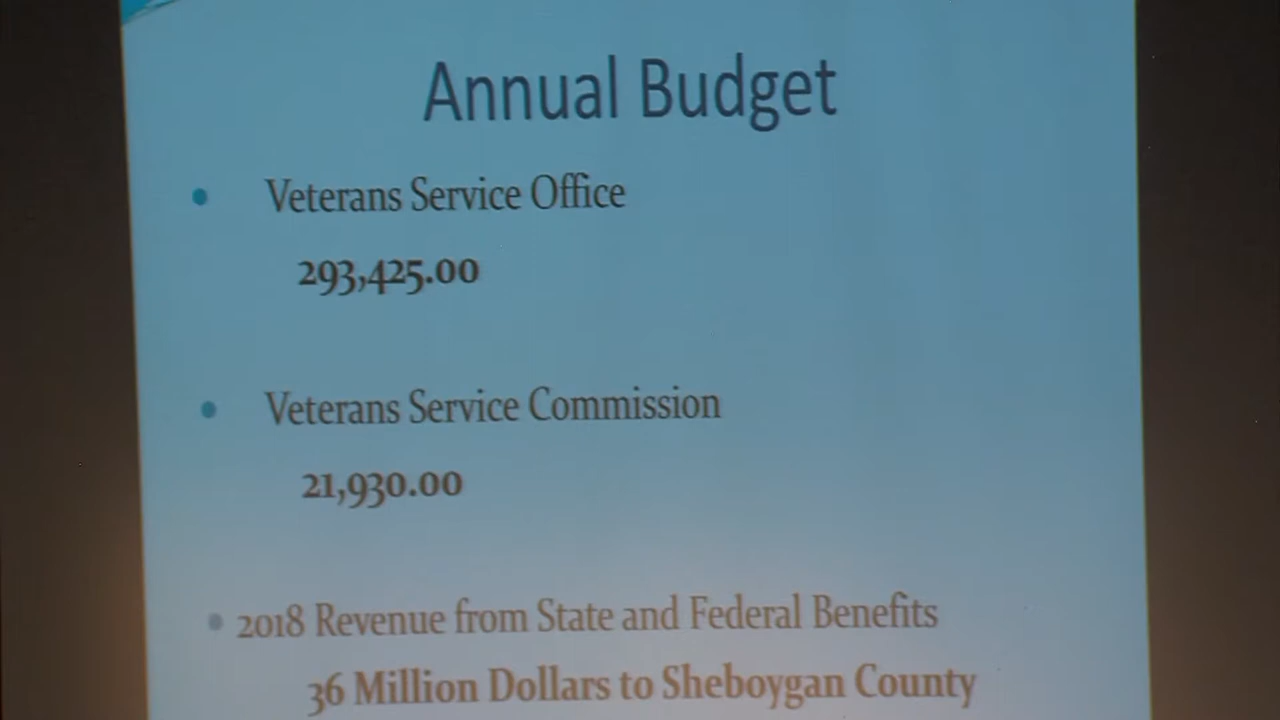 Annual Budget
• Veterans Service Office
293,425.00
• Veterans Service Commission
21,930.00
• 2018 Revenue from State and Federal Benefits
36 Million Dollars to Sheboygan County